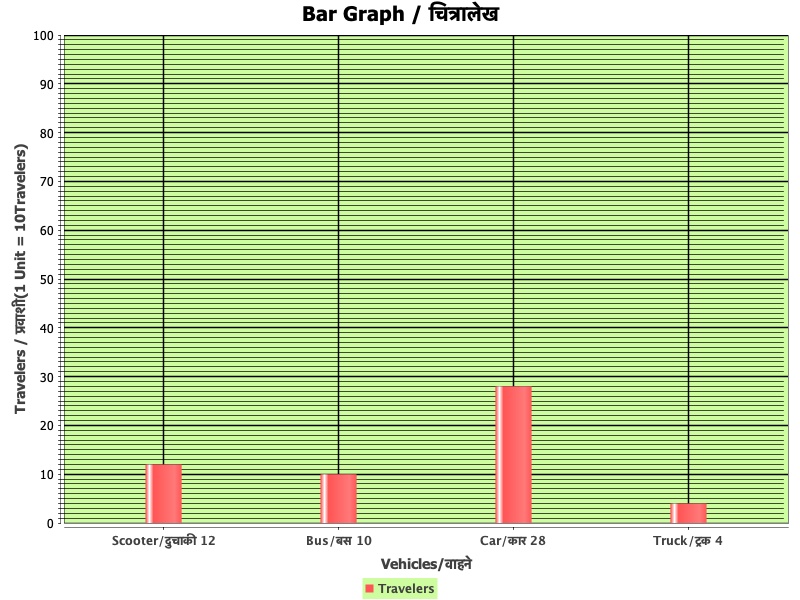 Bar Graph / चित्रालेख
Travelers / प्रवाशी(1 Unit = 10Travelers)
100
90
80
70
60
50
40
30
20
10
0
Scooter/दुचाकी 12
Bus/बस 10
Car/कार 28
Truck/ट्रक 4
Vehicles/वाहने
Travelers